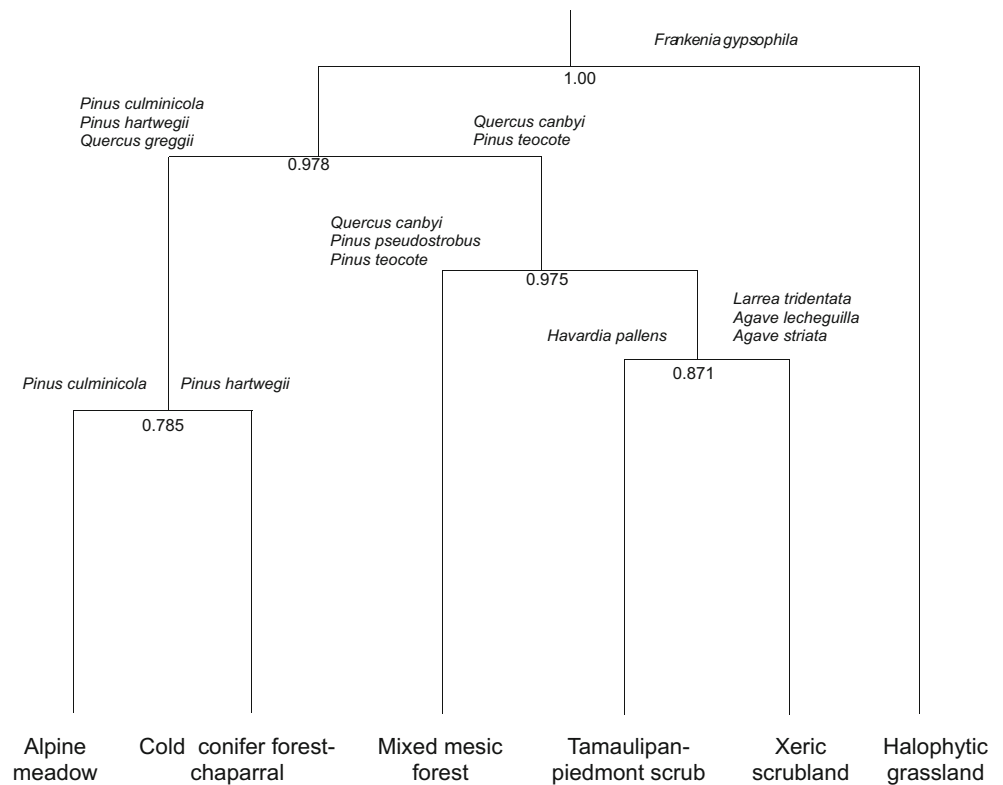 Frankenia gypsophila
1.00
Pinus culminicola
Pinus hartwegii
Quercus greggii
Quercus canbyi
Pinus teocote
0.978
Quercus canbyi
Pinus pseudostrobus
Pinus teocote
0.975
Larrea tridentata
Agave lecheguilla
Agave striata
Havardia pallens
0.871
Pinus culminicola
Pinus hartwegii
0.785
Alpine
meadow
Cold conifer forest-
chaparral
Mixed mesic
forest
Tamaulipan-
piedmont scrub
Xeric
scrubland
Halophytic
grassland